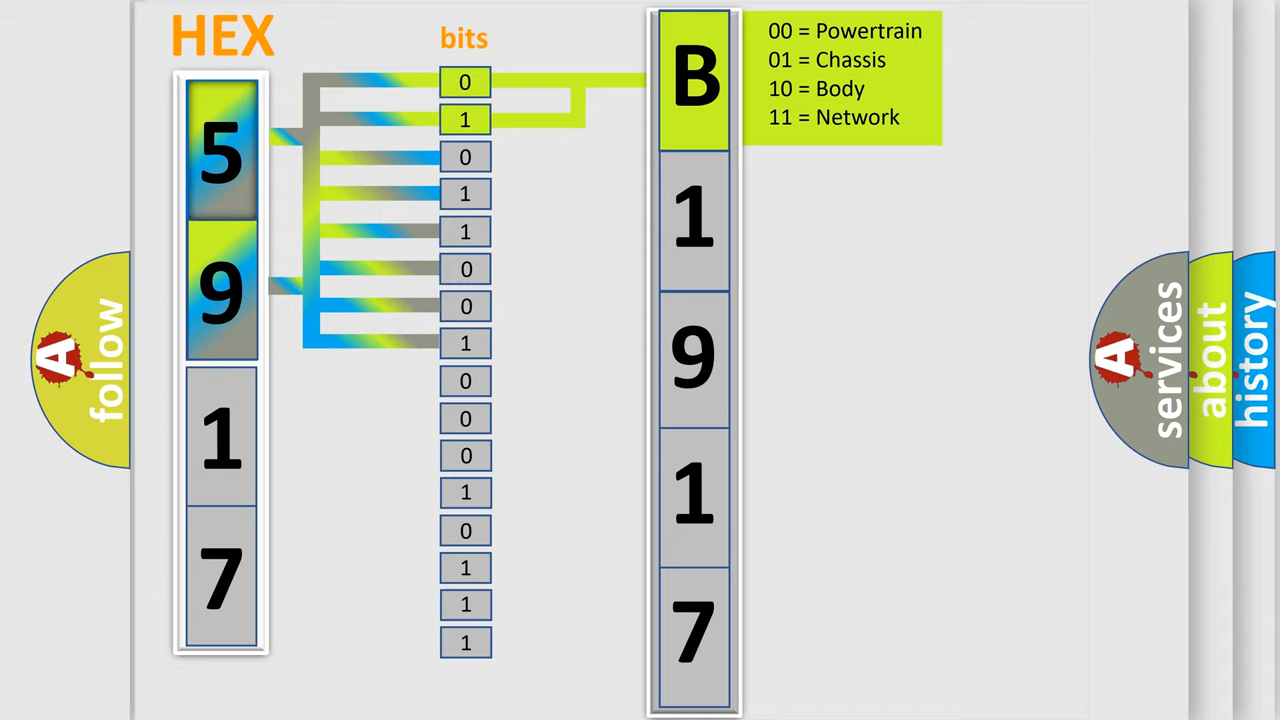 HEX
bits
5
9
1
7
0
1
0
1
1
0
0
1
0
0
0
1
0
1
1
1
B
1
9
1
7
00 = Powertrain
01 = Chassis
10 = Body
11 = Network
A follow
A services
about
history